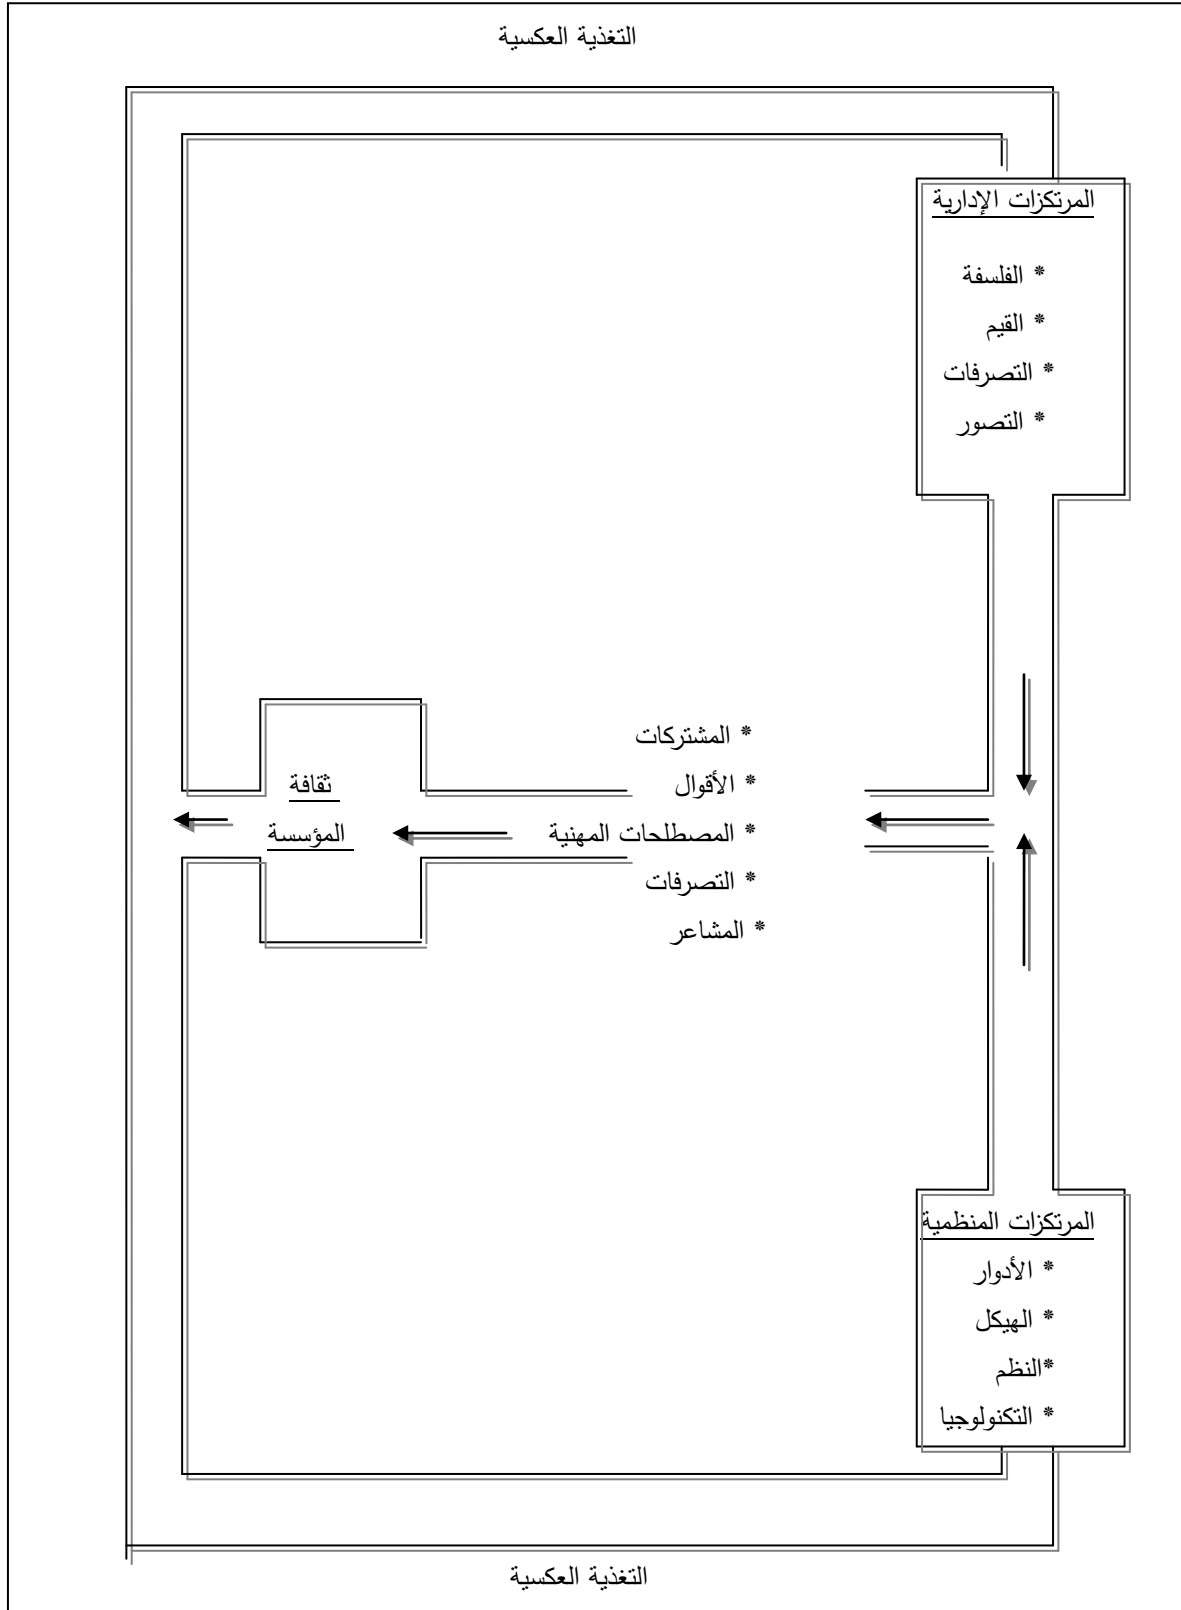 التغذية العكسية
المرتكزات الإدارية
* الفلسفة
* القيم
* التصرفات
* التصور
* المشتركات
* الأقوال
* المصطلحات المهنية
* التصرفات
* المشاعر
ثقافة
المؤسسة
المرتكزات المنظمية
* الأدوار
* الهيكل
*النظم
* التكنولوجيا
التغذية العكسية